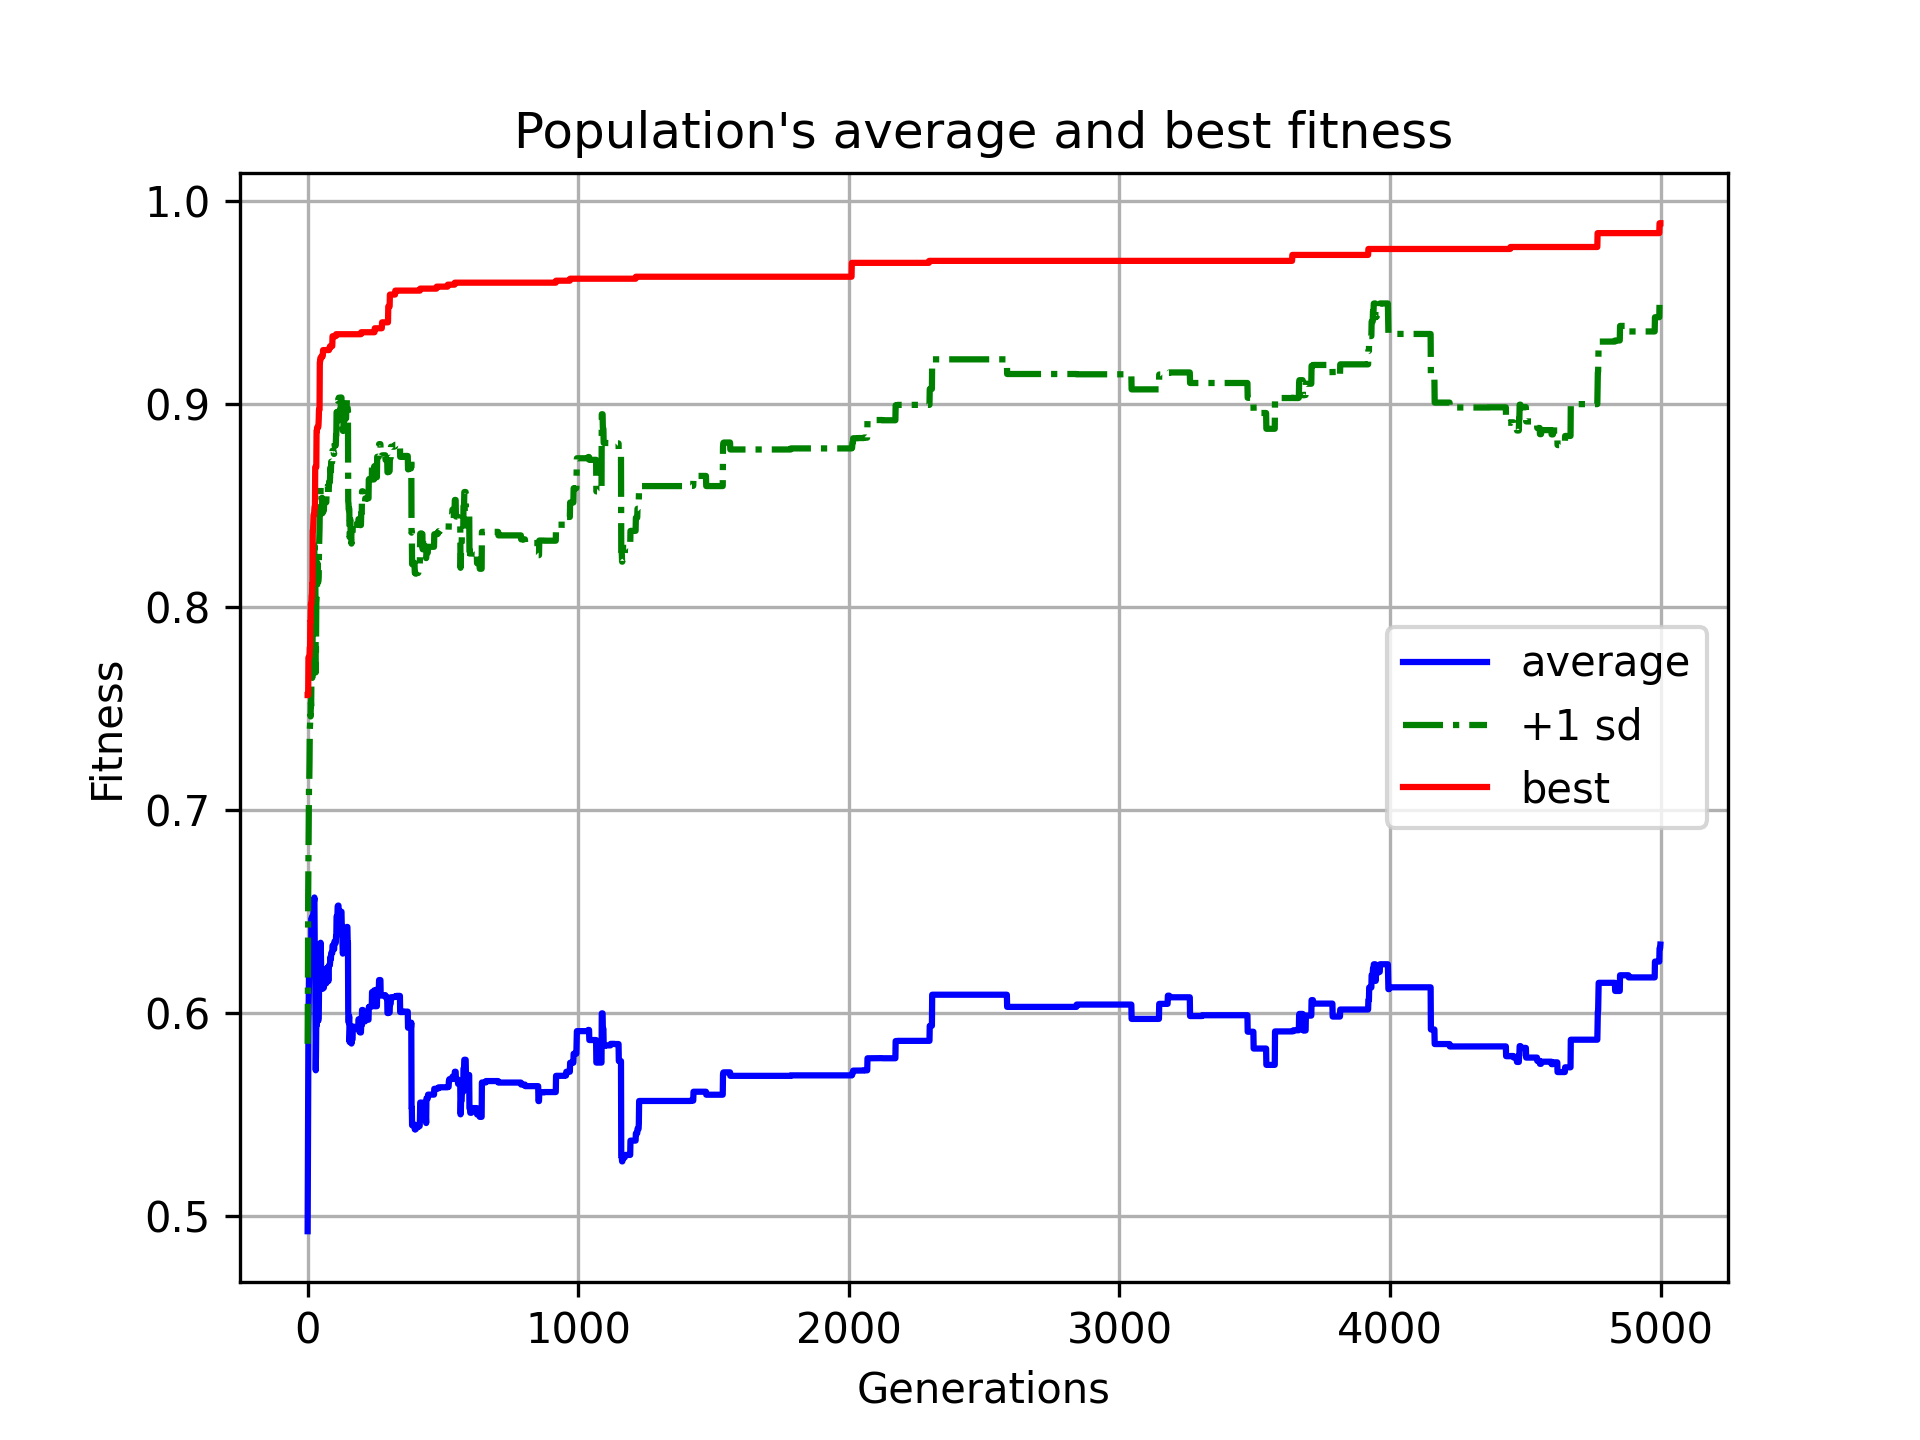 Population's average and best fitness
1.0
0.9
0.8
0.7
0.6
0.5
Fitness
average
+1 sd
best
0 1000 2000 3000 4000 5000
Generations